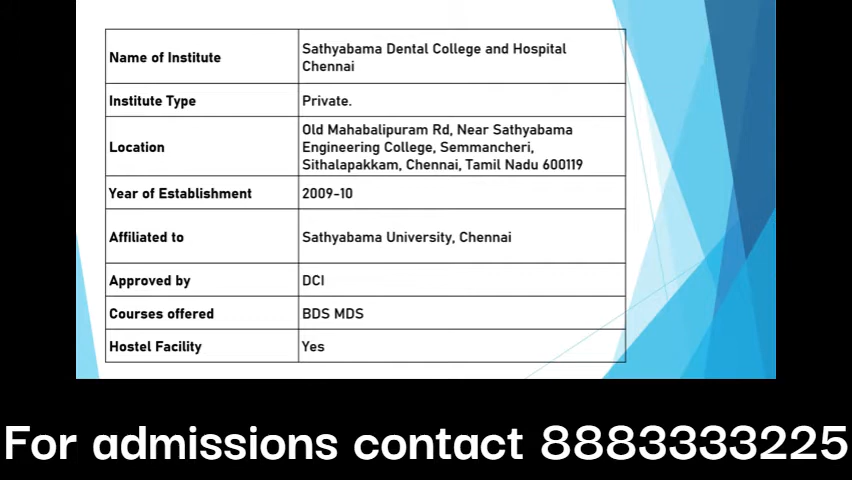 Name of Institute
Sathyabama Dental College and Hospital
Chennai
Institute Type
Private.
Location
Old Mahabalipuram Rd, Near Sathyabama
Engineering College, Semmancheri,
Sithalapakkam, Chennai, Tamil Nadu 600119
Year of Establishment
2009-10
Affiliated to
Sathyabama University, Chennai
Approved by
DCI
Courses offered
BDS MDS
Hostel Facility
Yes
For admissions contact 8883333225